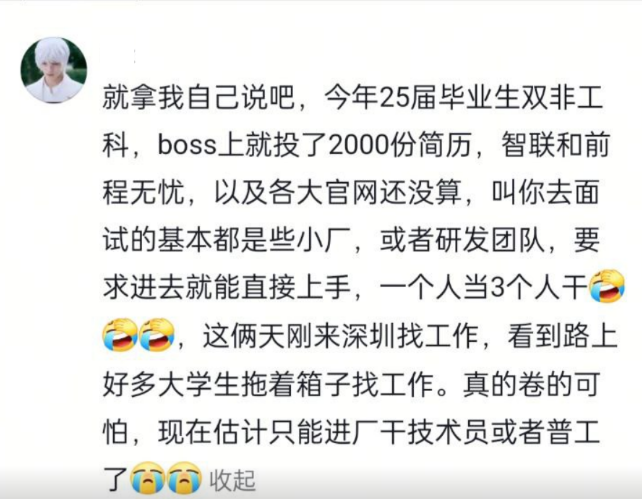 就拿我自己说吧，今年25届毕业生双非工
科，boss上就投了2000份简历，智联和前
程无忧，以及各大官网还没算，叫你去面
试的基本都是些小厂，或者研发团队，要
求进去就能直接上手，一个人当3个人干🤣
🤣🤣，这俩天刚来深圳找工作，看到路上
好多大学生拖着箱子找工作。真的卷的可
怕，现在估计只能进厂干技术员或者普工
了😭😭 收起